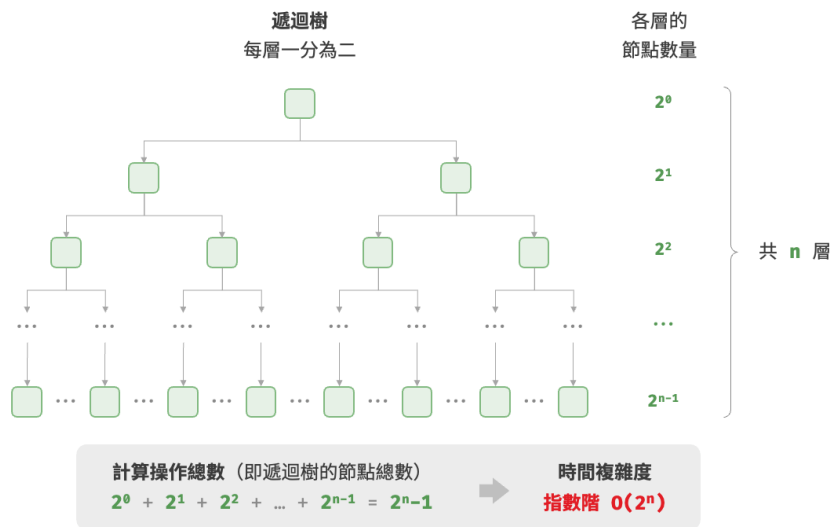 遞迴樹
每層一分為二
各層的
節點數量
2⁰
2¹
2²
...
2ⁿ⁻¹
共 n 層
... ... ... ... ... ... ... ...
... ... ... ... ... ... ...
計算操作總數（即遞迴樹的節點總數）
2⁰ + 2¹ + 2² + … + 2ⁿ⁻¹ = 2ⁿ-1
時間複雜度
指數階 O(2ⁿ)